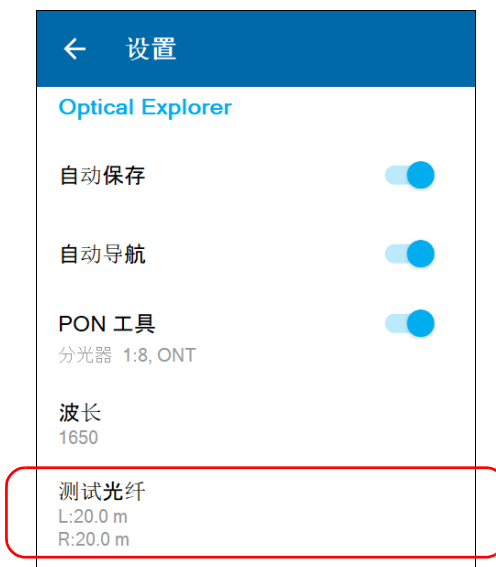 设置
Optical Explorer
自动保存
自动导航
PON 工具
分光器 1:8, ONT
波长
1650
测试光纤
L:20.0 m
R:20.0 m